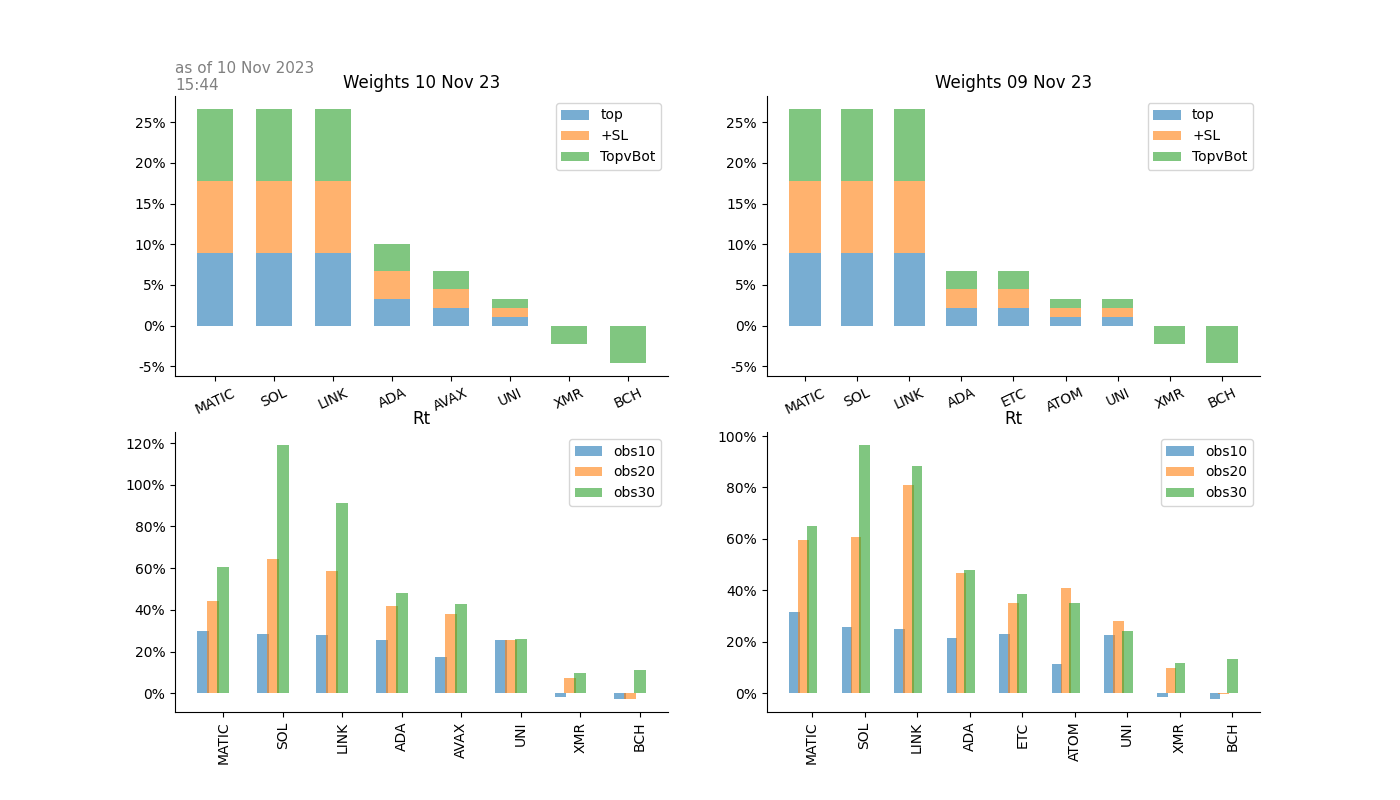 as of 10 Nov 2023
15:44
Weights 10 Nov 23
25%
20%
15%
10%
5%
0%
-5%
top
+SL
TopvBot
MATIC SOL LINK ADA AVAX UNI XMR BCH
Weights 09 Nov 23
25%
20%
15%
10%
5%
0%
-5%
top
+SL
TopvBot
MATIC SOL LINK ADA ETC ATOM UNI XMR BCH
Rt
120%
100%
80%
60%
40%
20%
0%
obs10
obs20
obs30
MATIC SOL LINK ADA AVAX UNI XMR BCH
Rt
100%
80%
60%
40%
20%
0%
obs10
obs20
obs30
MATIC SOL LINK ADA ETC ATOM UNI XMR BCH